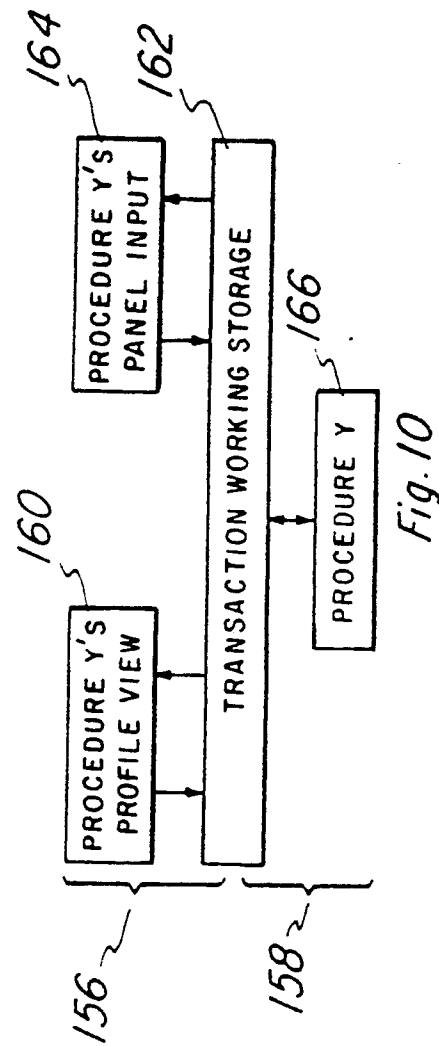 160
PROCEDURE Y'S
PROFILE VIEW
164
PROCEDURE Y'S
PANEL INPUT
156
162
TRANSACTION WORKING STORAGE
158
166
PROCEDURE Y
Fig. 10